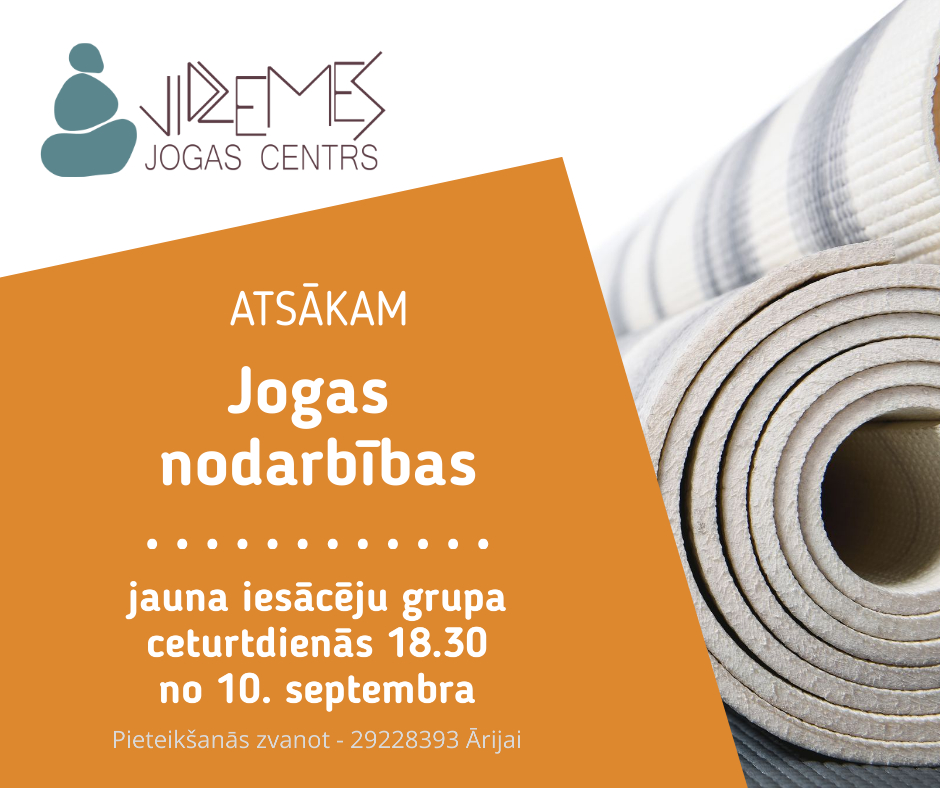 VIDZEMES
JOGAS CENTRS
ATSĀKAM
Jogas
nodarbības
jauna iesācēju grupa
ceturtdienās 18.30
no 10. septembra
Pieteikšanās zvanot - 29228393 Ārijai